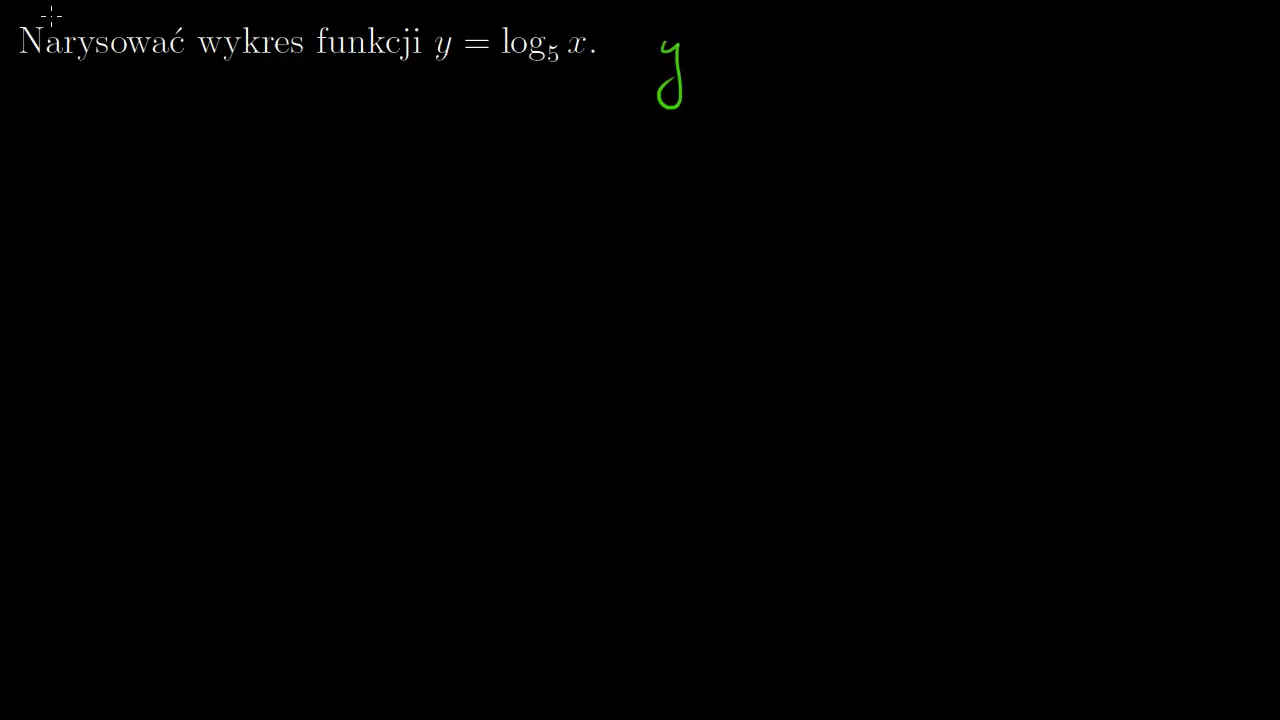 Narysować wykres funkcji y = log₅ x. y